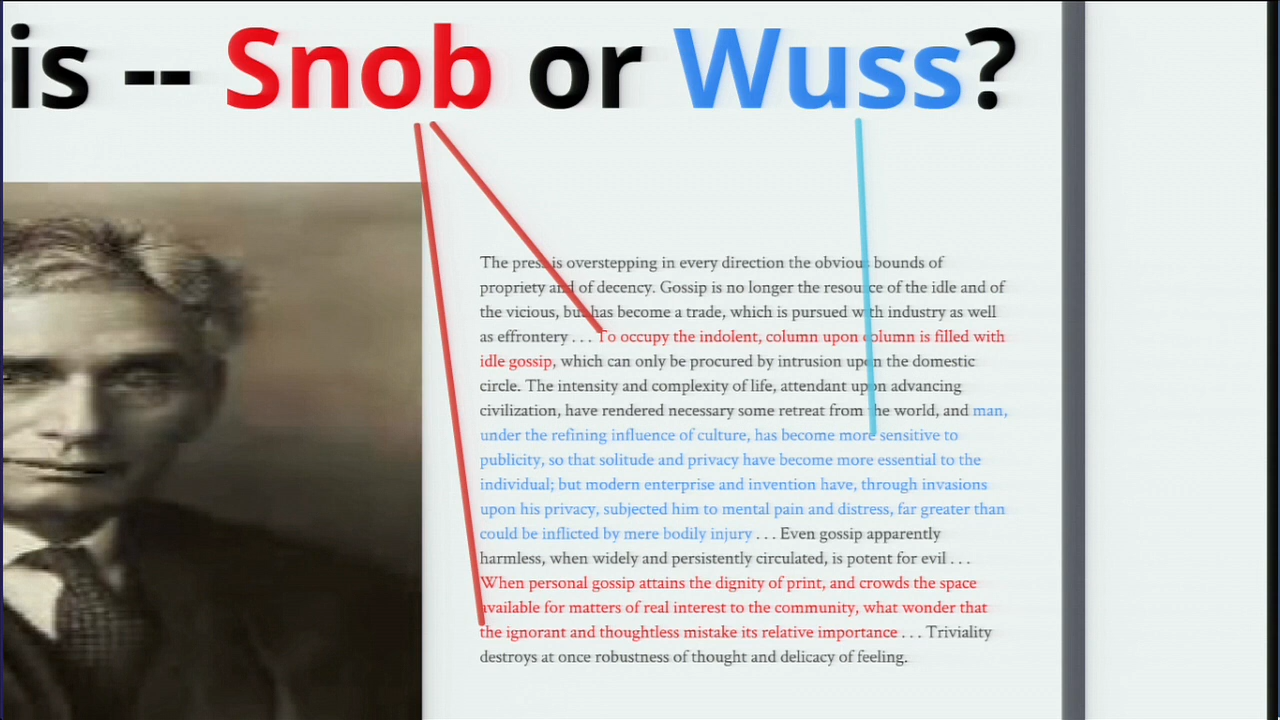 is -- Snob or Wuss?
The press is overstepping in every direction the obvious bounds of
propriety and of decency. Gossip is no longer the resource of the idle and of
the vicious, but has become a trade, which is pursued with industry as well
as effrontery . . . To occupy the indolent, column upon column is filled with
idle gossip, which can only be procured by intrusion upon the domestic
circle. The intensity and complexity of life, attendant upon advancing
civilization, have rendered necessary some retreat from the world, and man,
under the refining influence of culture, has become more sensitive to
publicity, so that solitude and privacy have become more essential to the
individual; but modern enterprise and invention have, through invasions
upon his privacy, subjected him to mental pain and distress, far greater than
could be inflicted by mere bodily injury . . . Even gossip apparently
harmless, when widely and persistently circulated, is potent for evil . . .
When personal gossip attains the dignity of print, and crowds the space
available for matters of real interest to the community, what wonder that
the ignorant and thoughtless mistake its relative importance . . . Triviality
destroys at once robustness of thought and delicacy of feeling.